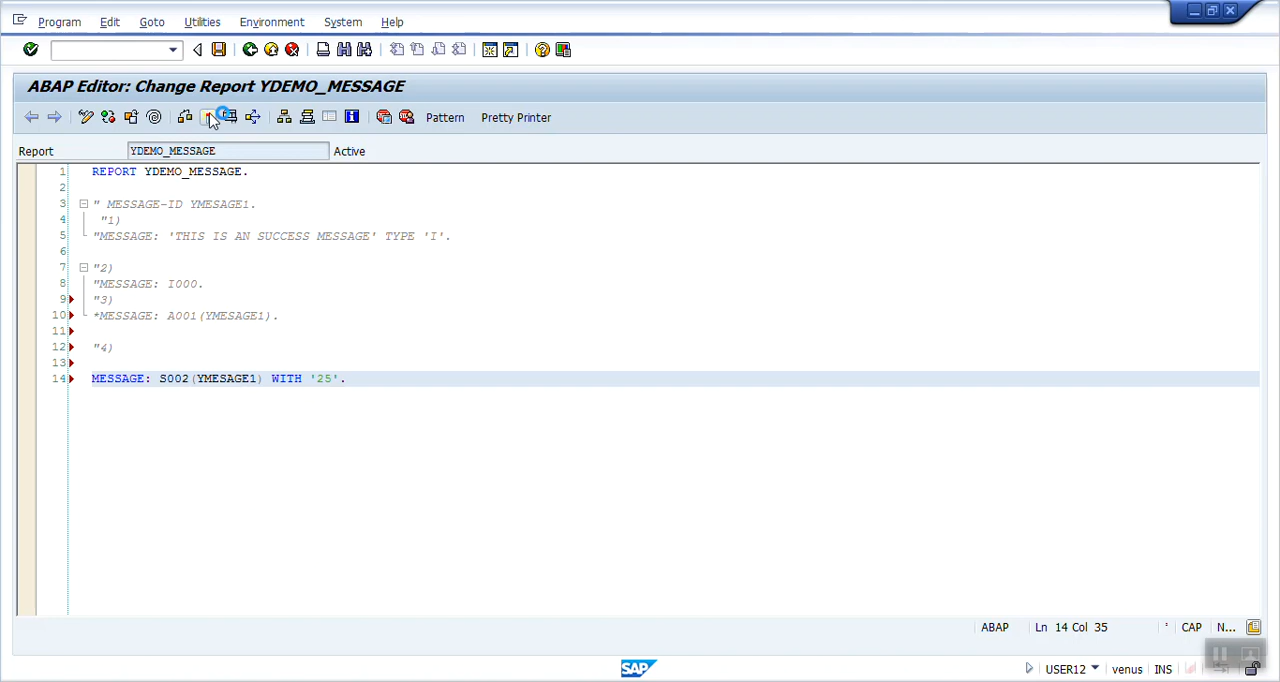 Program Edit Goto Utilities Environment System Help
ABAP Editor: Change Report YDEMO_MESSAGE
Pattern Pretty Printer
Report YDEMO_MESSAGE Active
1 REPORT YDEMO_MESSAGE.
2
3 " MESSAGE-ID YMESAGE1.
4 "1)
5 "MESSAGE: 'THIS IS AN SUCCESS MESSAGE' TYPE 'I'.
6
7 "2)
8 "MESSAGE: I000.
9 "3)
10 *MESSAGE: A001(YMESAGE1).
11
12 "4)
13
14 MESSAGE: S002(YMESAGE1) WITH '25'.
ABAP Ln 14 Col 35 * CAP N...
SAP USER12 venus INS